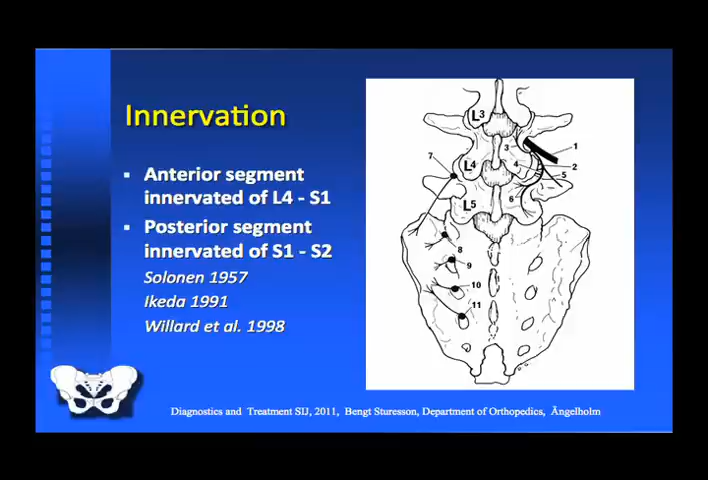 Innervation
Anterior segment
innervated of L4 - S1
Posterior segment
innervated of S1 - S2
Solonen 1957
Ikeda 1991
Willard et al. 1998
L3
1
3
7
2
4
L4
5
6
L5
8
9
10
11
Diagnostics and Treatment SIJ, 2011, Bengt Sturesson, Department of Orthopedics, Ängelholm